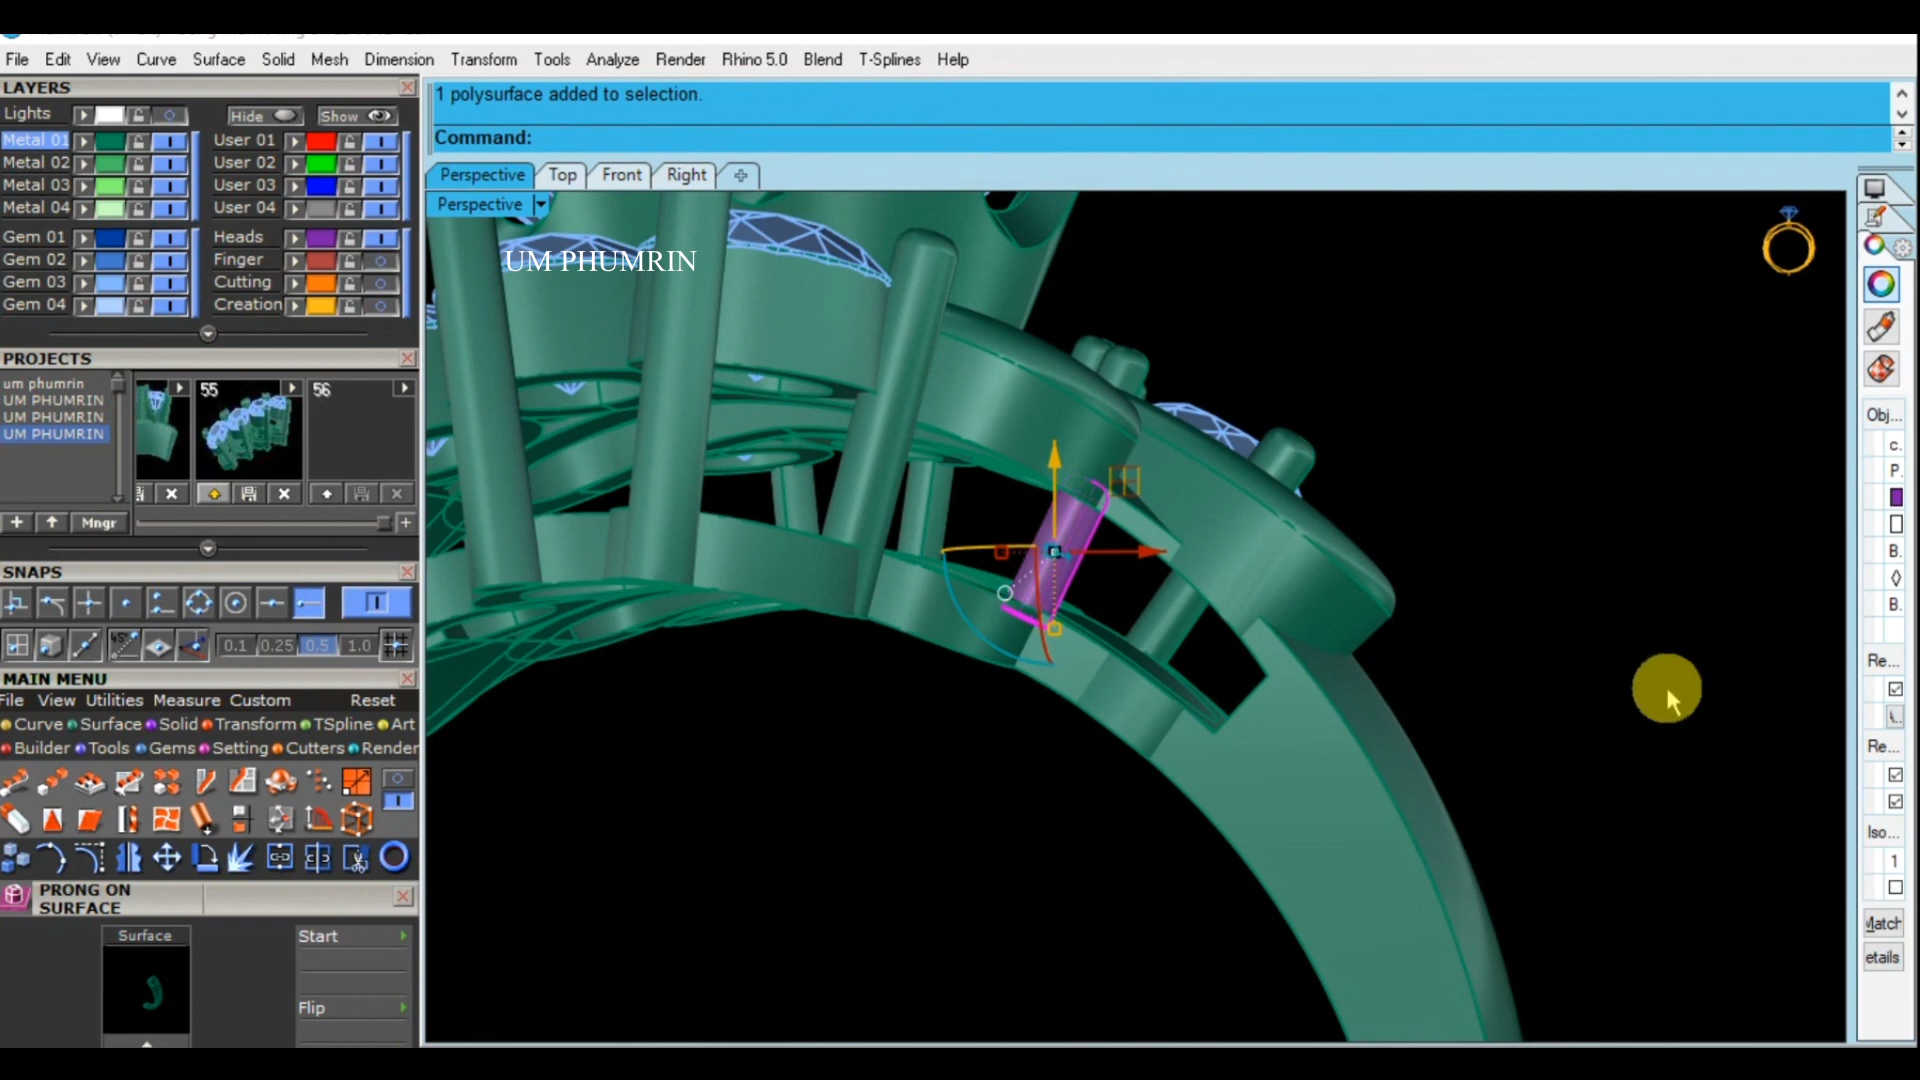 File Edit View Curve Surface Solid Mesh Dimension Transform Tools Analyze Render Rhino 5.0 Blend T-Splines Help
LAYERS
Lights Hide Show
Metal 01 User 01
Metal 02 User 02
Metal 03 User 03
Metal 04 User 04
Gem 01 Heads
Gem 02 Finger
Gem 03 Cutting
Gem 04 Creation
PROJECTS
um phumrin
UM PHUMRIN
UM PHUMRIN
UM PHUMRIN
55 56
Mngr
SNAPS
45°
0.1 0.25 0.5 1.0
MAIN MENU
File View Utilities Measure Custom Reset
Curve Surface Solid Transform TSpline Art
Builder Tools Gems Setting Cutters Render
PRONG ON
SURFACE
Surface
Start
Flip
1 polysurface added to selection.
Command:
Perspective Top Front Right
Perspective
UM PHUMRIN
Obj...
c.
P.
B.
B.
Re...
Re...
Iso...
1
Match
etails